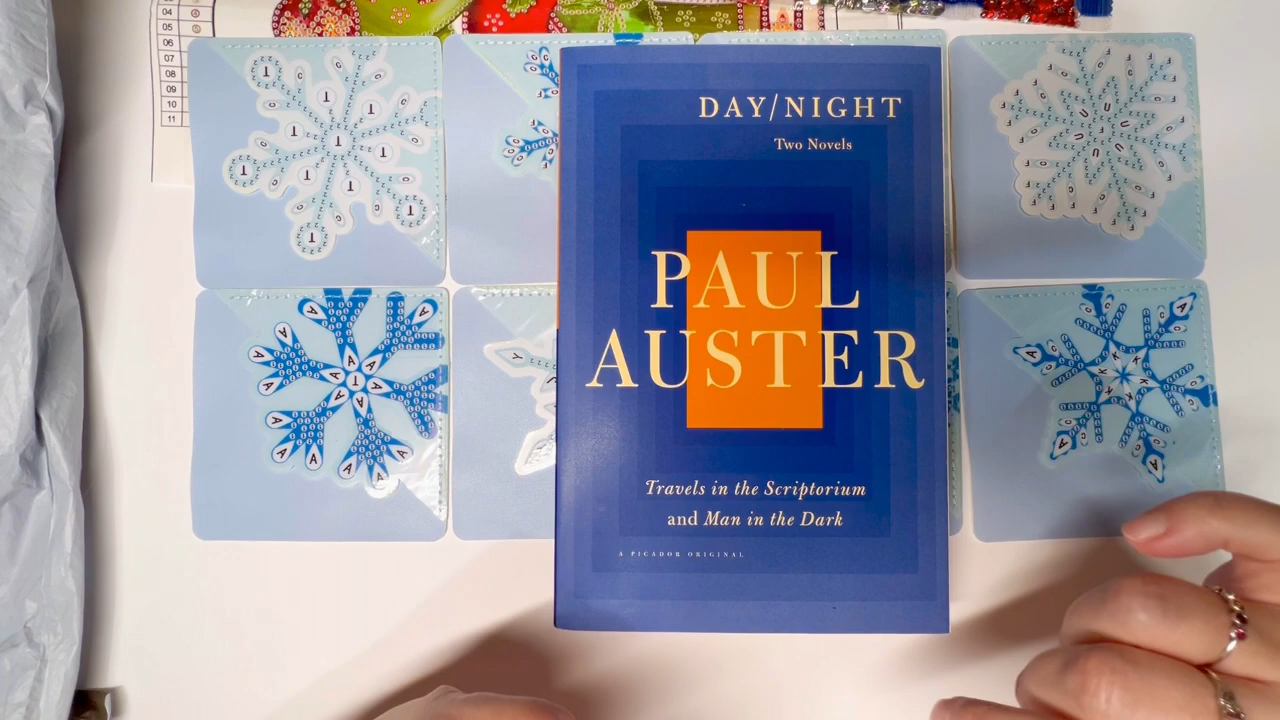 04
05
06
07
08
09
10
11
DAY/NIGHT
Two Novels
PAUL
AUSTER
Travels in the Scriptorium
and Man in the Dark
A PICADOR ORIGINAL